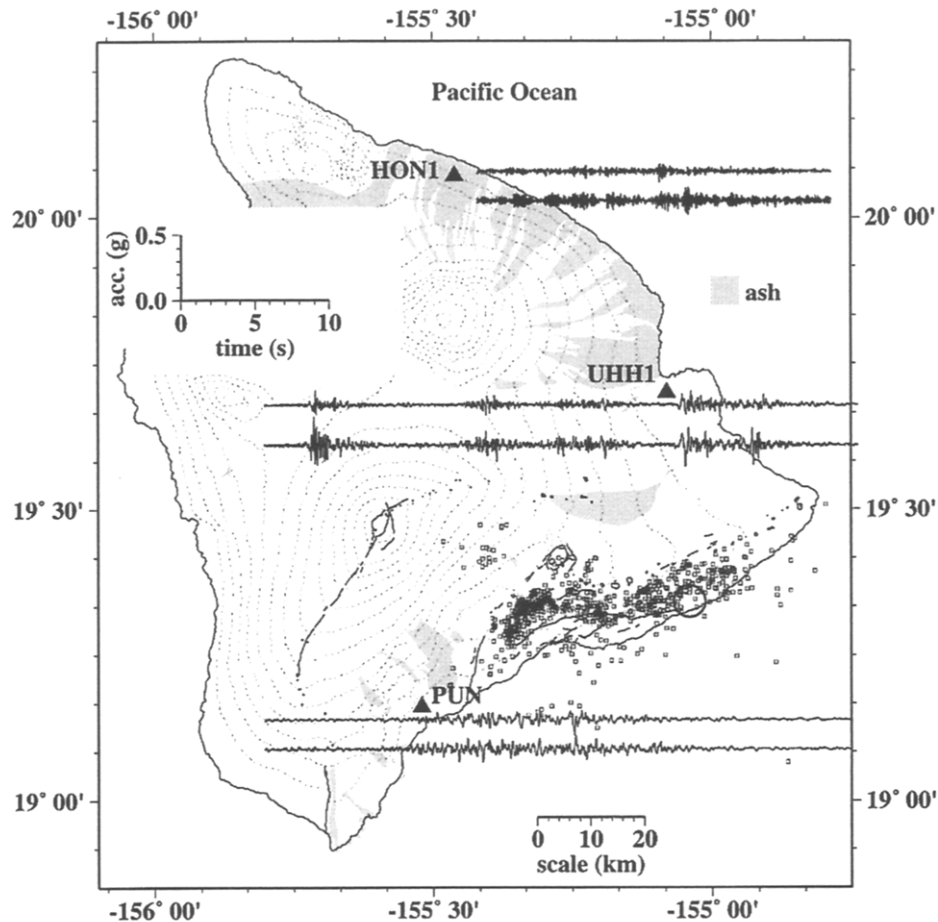 -156° 00' -155° 30' -155° 00'
Pacific Ocean
HON1
20° 00' 20° 00'
acc. (g)
0.5
0.0
0 5 10
time (s)
ash
UHH1
19° 30' 19° 30'
PUN
19° 00' 19° 00'
0 10 20
scale (km)
-156° 00' -155° 30' -155° 00'